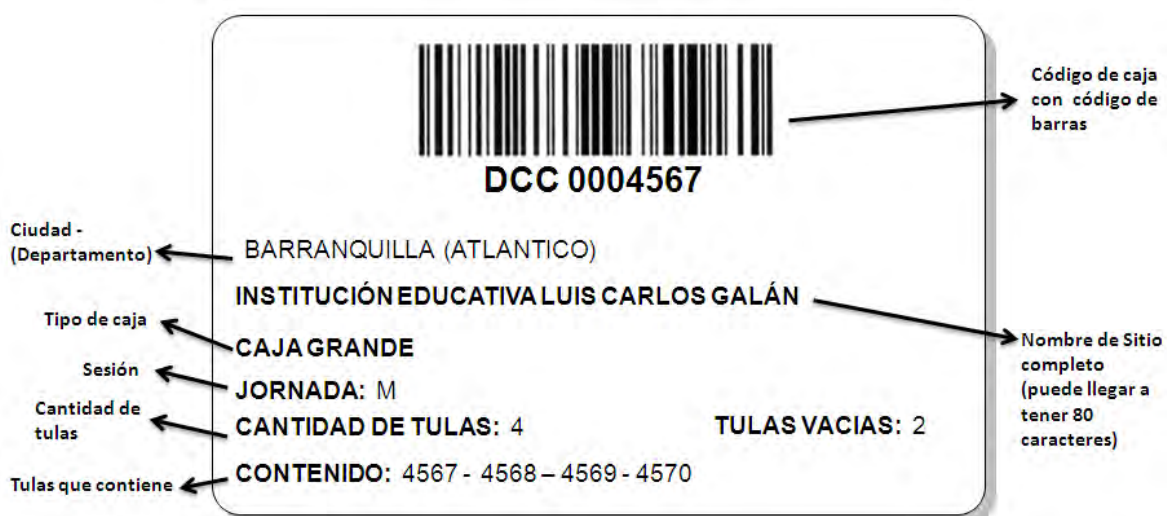 Código de caja
con código de
barras
DCC 0004567
Ciudad -
(Departamento)
BARRANQUILLA (ATLANTICO)
INSTITUCIÓN EDUCATIVA LUIS CARLOS GALÁN
Tipo de caja
CAJA GRANDE
Nombre de Sitio
completo
(puede llegar a
tener 80
caracteres)
Sesión
JORNADA: M
Cantidad de
tulas
CANTIDAD DE TULAS: 4 TULAS VACIAS: 2
Tulas que contiene
CONTENIDO: 4567 - 4568 – 4569 - 4570